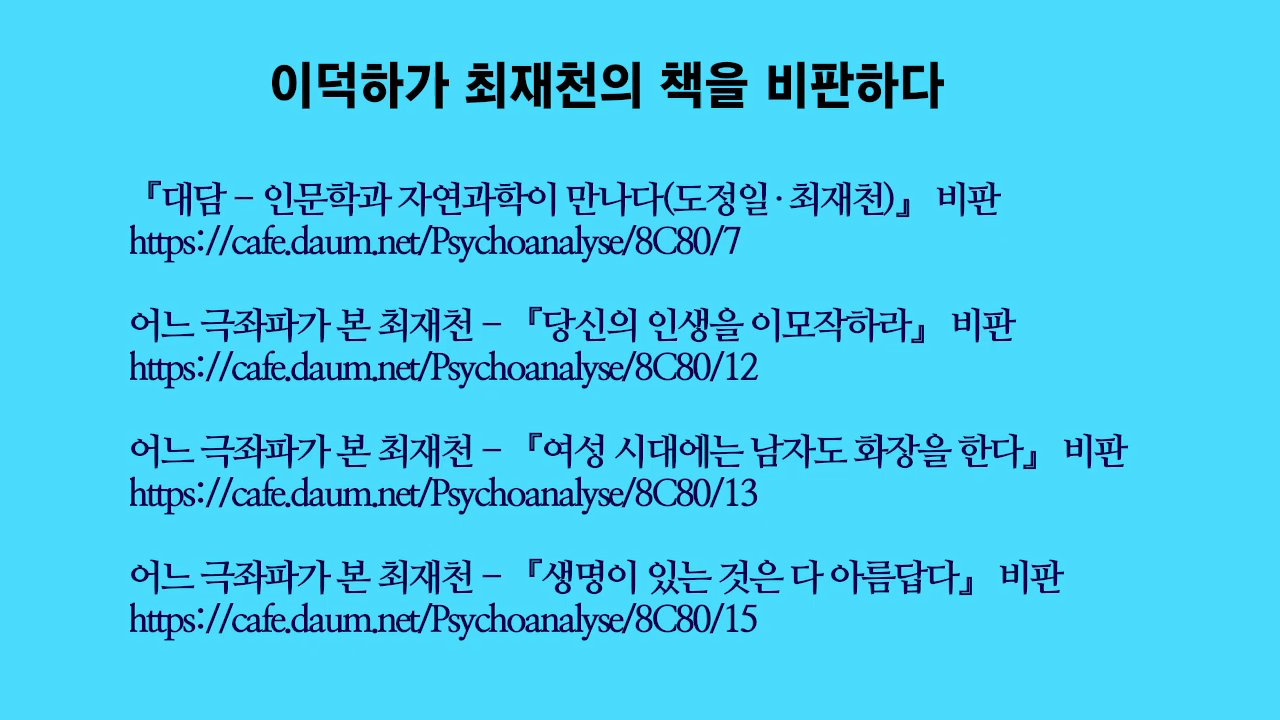 이덕하가 최재천의 책을 비판하다
『대담 – 인문학과 자연과학이 만나다(도정일·최재천)』 비판
https://cafe.daum.net/Psychoanalyse/8C80/7
어느 극좌파가 본 최재천 – 『당신의 인생을 이모작하라』 비판
https://cafe.daum.net/Psychoanalyse/8C80/12
어느 극좌파가 본 최재천 – 『여성 시대에는 남자도 화장을 한다』 비판
https://cafe.daum.net/Psychoanalyse/8C80/13
어느 극좌파가 본 최재천 – 『생명이 있는 것은 다 아름답다』 비판
https://cafe.daum.net/Psychoanalyse/8C80/15